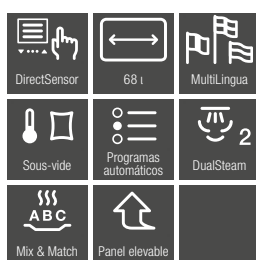 DirectSensor
68 l
MultiLingua
Sous-vide
Programas
automáticos
2
DualSteam
ABC
Mix & Match
Panel elevable